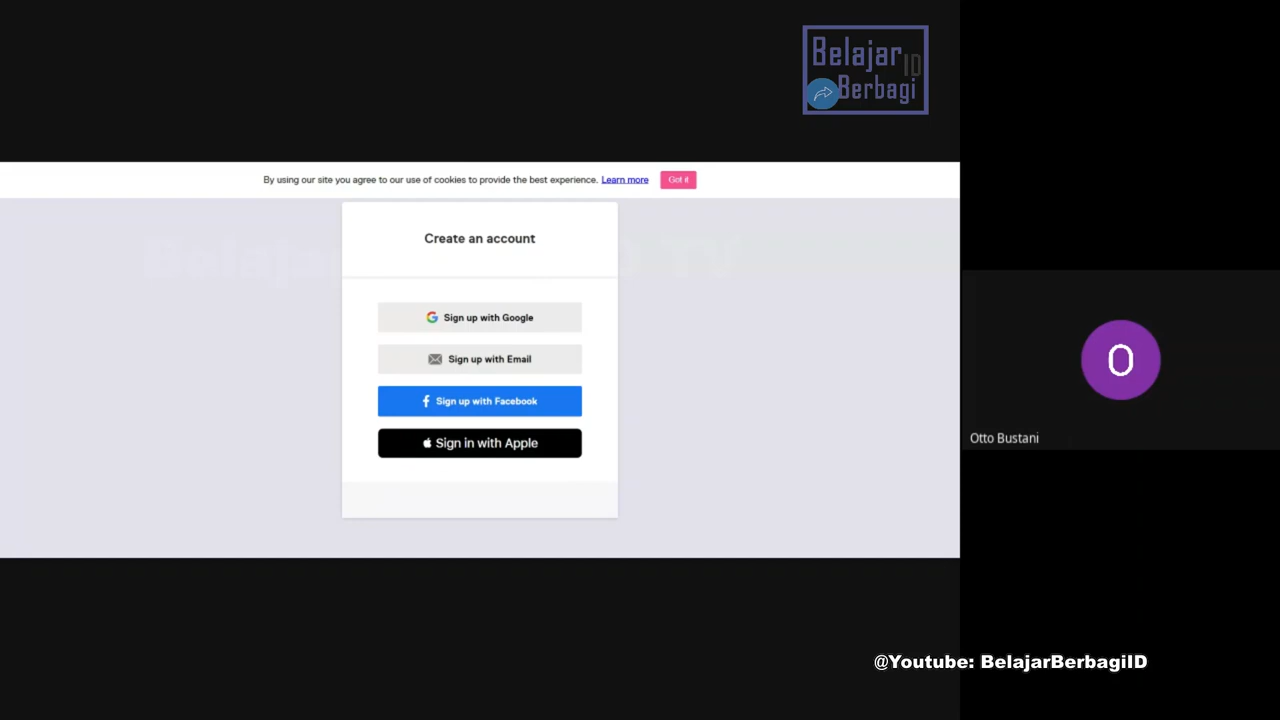 Belajar ID
Berbagi
By using our site you agree to our use of cookies to provide the best experience. Learn more Got it
Create an account
Sign up with Google
Sign up with Email
Sign up with Facebook
Sign in with Apple
O
Otto Bustani
@Youtube: BelajarBerbagiID